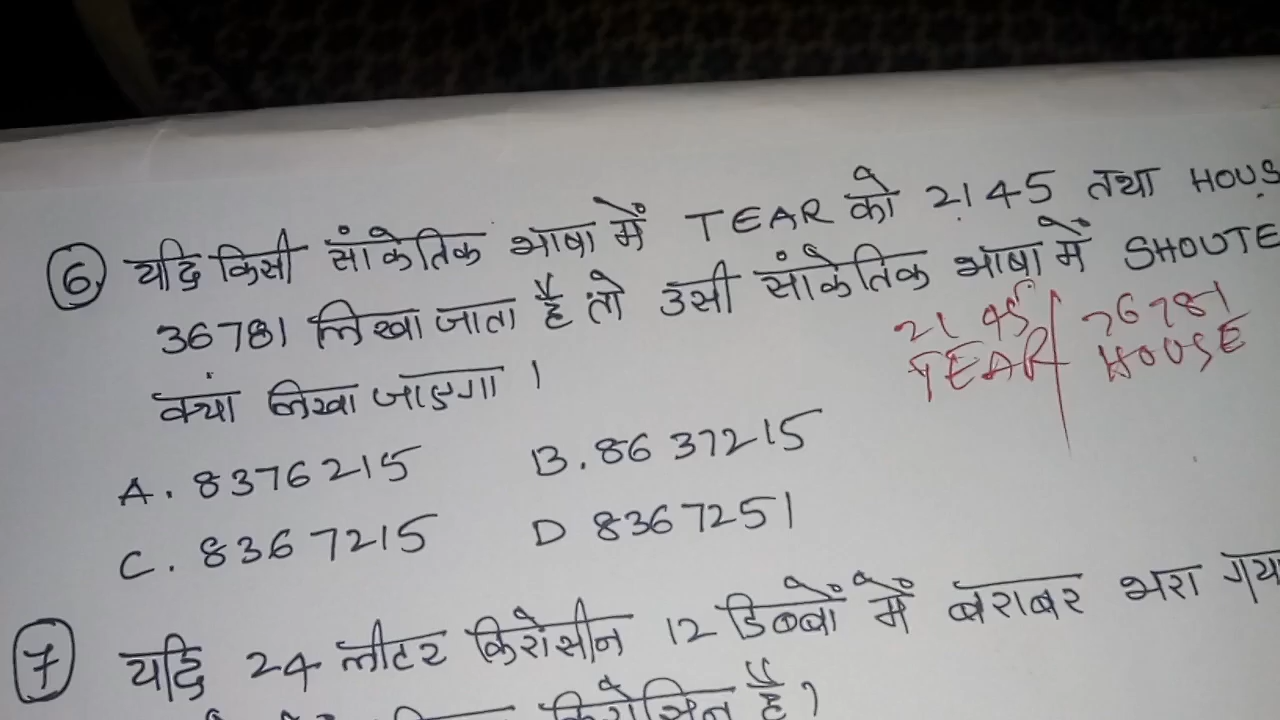 6 यदि किसी सांकेतिक भाषा में TEAR को 2145 तथा HOUS
36781 लिखा जाता है तो उसी सांकेतिक भाषा में SHOUTE
क्यां लिखा जाएगा ।
2145 / 36781
TEAR / HOUSE
A. 8376215 B. 8637215
C. 8367215 D 8367251
7 यदि 24 लीटर किरोसीन 12 डिब्बों में बराबर भरा गया
किरोसिन है ?